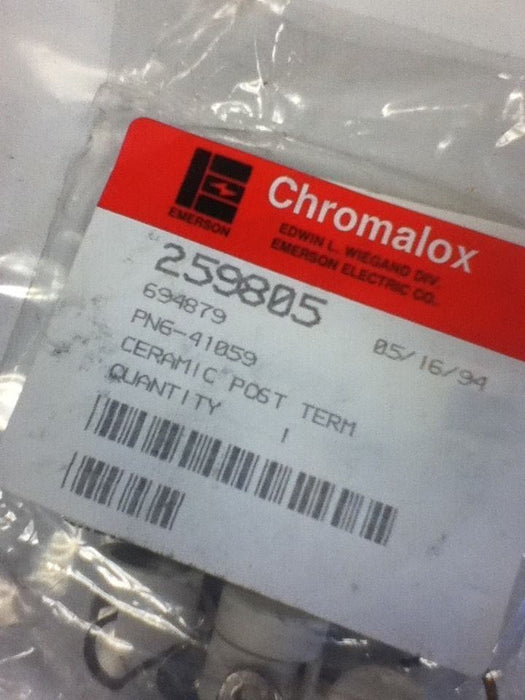 Chromalox
EMERSON
EDWIN L. WIEGAND DIV
EMERSON ELECTRIC CO.
259805
694879
05/16/94
PN6-41059
CERAMIC POST TERM
QUANTITY 1